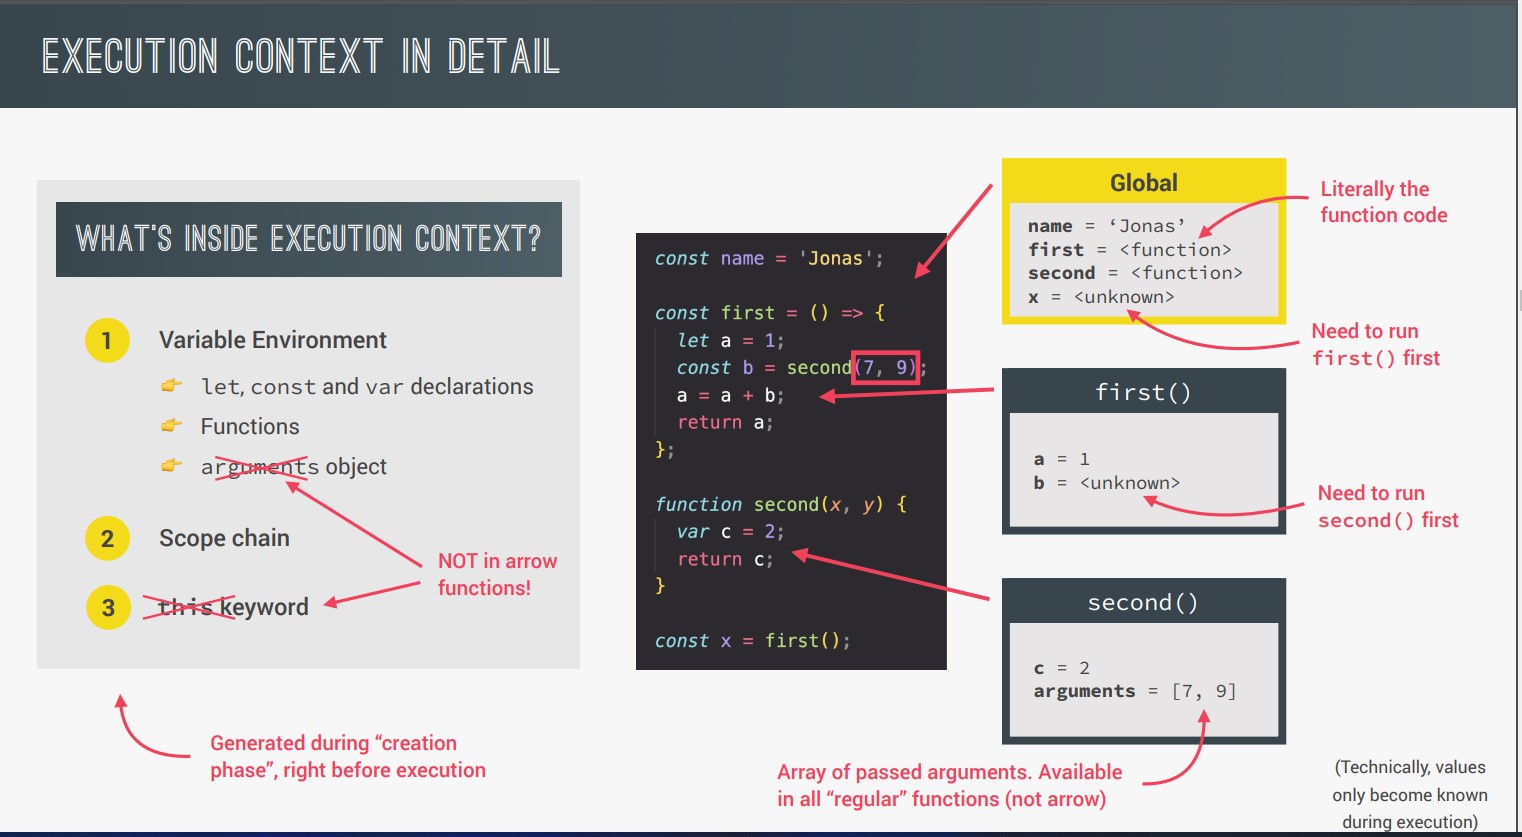 EXECUTION CONTEXT IN DETAIL
WHAT'S INSIDE EXECUTION CONTEXT?
1 Variable Environment
👉 let, const and var declarations
👉 Functions
👉 arguments object
2 Scope chain
3 this keyword
NOT in arrow
functions!
Generated during “creation
phase”, right before execution
const name = 'Jonas';
const first = () => {
let a = 1;
const b = second(7, 9);
a = a + b;
return a;
};
function second(x, y) {
var c = 2;
return c;
}
const x = first();
Global
name = ‘Jonas’
first = <function>
second = <function>
x = <unknown>
Literally the
function code
Need to run
first() first
first()
a = 1
b = <unknown>
Need to run
second() first
second()
c = 2
arguments = [7, 9]
Array of passed arguments. Available
in all “regular” functions (not arrow)
(Technically, values
only become known
during execution)